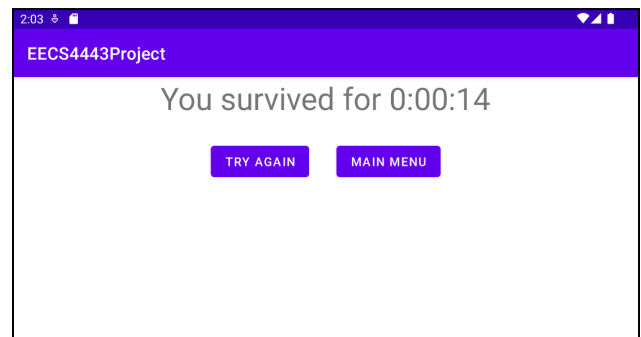 2:03
EECS4443Project
You survived for 0:00:14
TRY AGAIN MAIN MENU